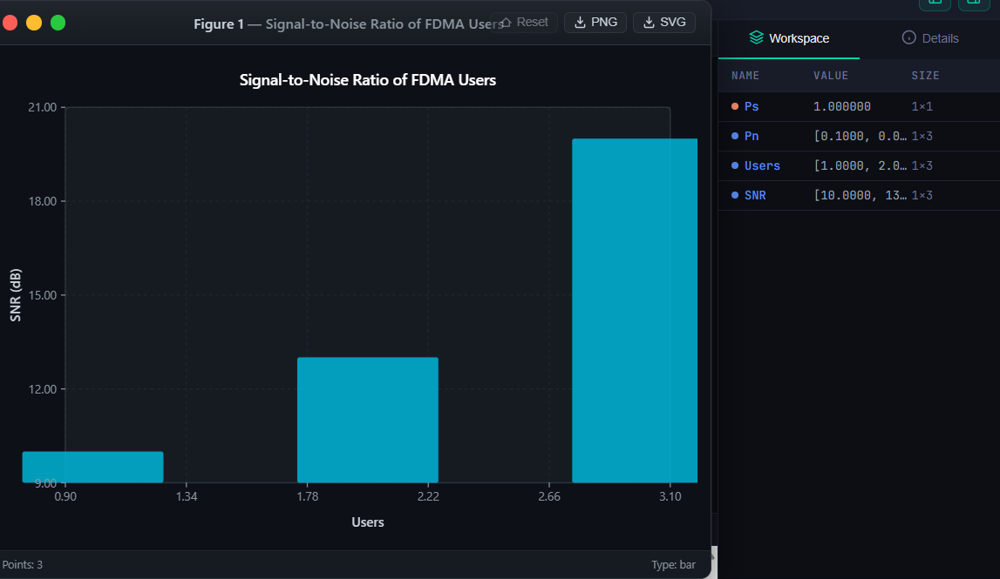 Figure 1 — Signal-to-Noise Ratio of FDMA Users
Reset
PNG
SVG
Signal-to-Noise Ratio of FDMA Users
21.00
18.00
15.00
12.00
9.00
SNR (dB)
0.90 1.34 1.78 2.22 2.66 3.10
Users
Points: 3
Type: bar
Workspace
Details
NAME VALUE SIZE
Ps 1.000000 1×1
Pn [0.1000, 0.0… 1×3
Users [1.0000, 2.0… 1×3
SNR [10.0000, 13… 1×3